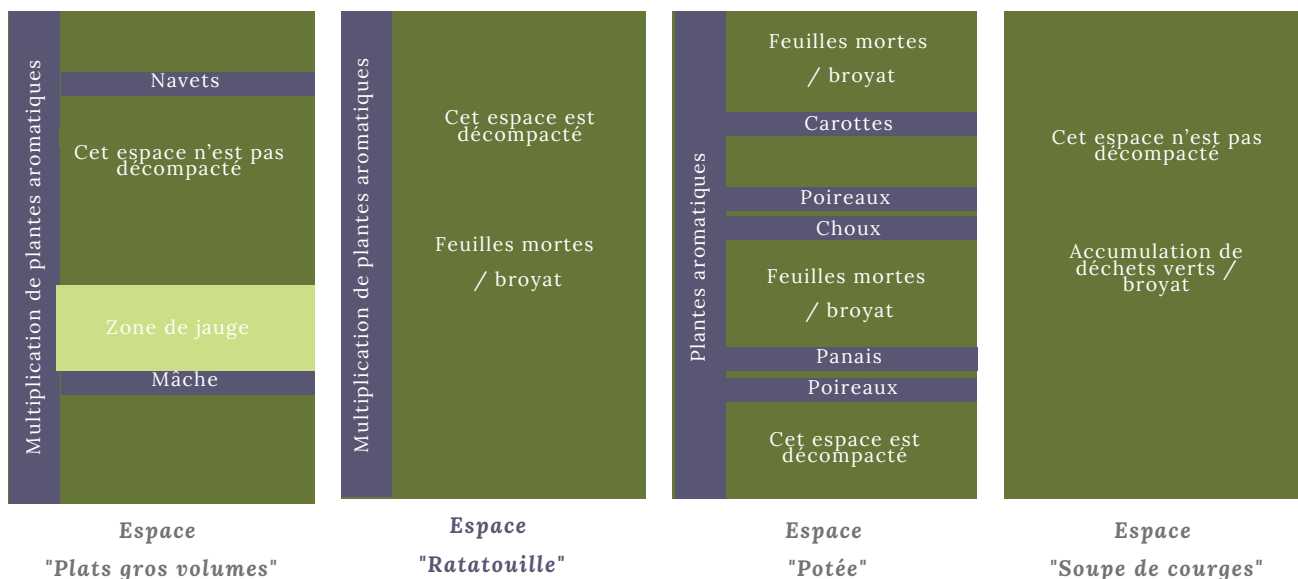 Multiplication de plantes aromatiques
Navets
Cet espace n'est pas
décompacté
Zone de jauge
Mâche
Espace
"Plats gros volumes"
Multiplication de plantes aromatiques
Cet espace est
décompacté
Feuilles mortes
/ broyat
Espace
"Ratatouille"
Plantes aromatiques
Feuilles mortes
/ broyat
Carottes
Poireaux
Choux
Feuilles mortes
/ broyat
Panais
Poireaux
Cet espace est
décompacté
Espace
"Potée"
Cet espace n'est pas
décompacté
Accumulation de
déchets verts /
broyat
Espace
"Soupe de courges"